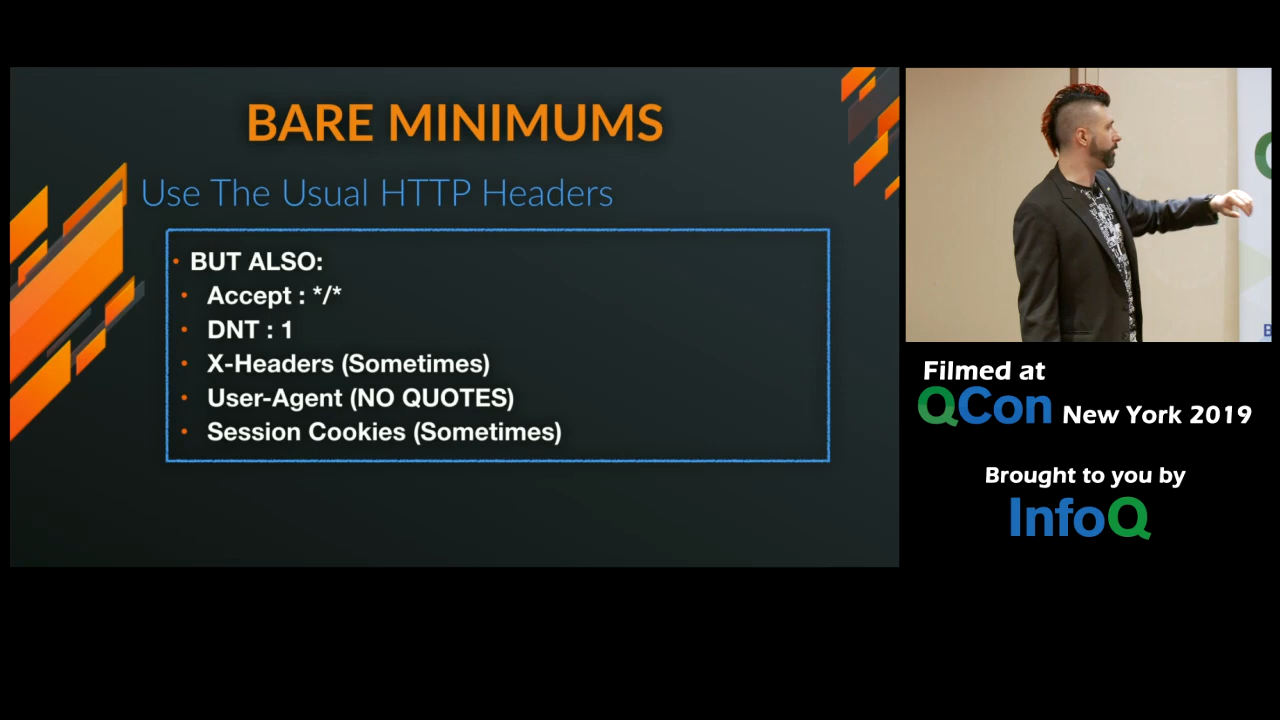 BARE MINIMUMS
Use The Usual HTTP Headers
• BUT ALSO:
• Accept : */*
• DNT : 1
• X-Headers (Sometimes)
• User-Agent (NO QUOTES)
• Session Cookies (Sometimes)
Filmed at
QCon New York 2019
Brought to you by
InfoQ